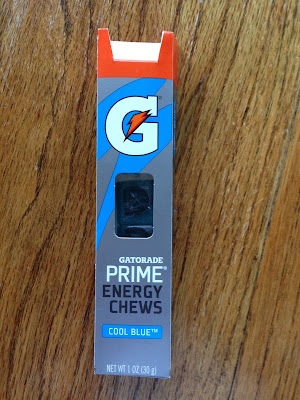 G
GATORADE
PRIME®
ENERGY
CHEWS
COOL BLUE™
NET WT 1 OZ (30 g)